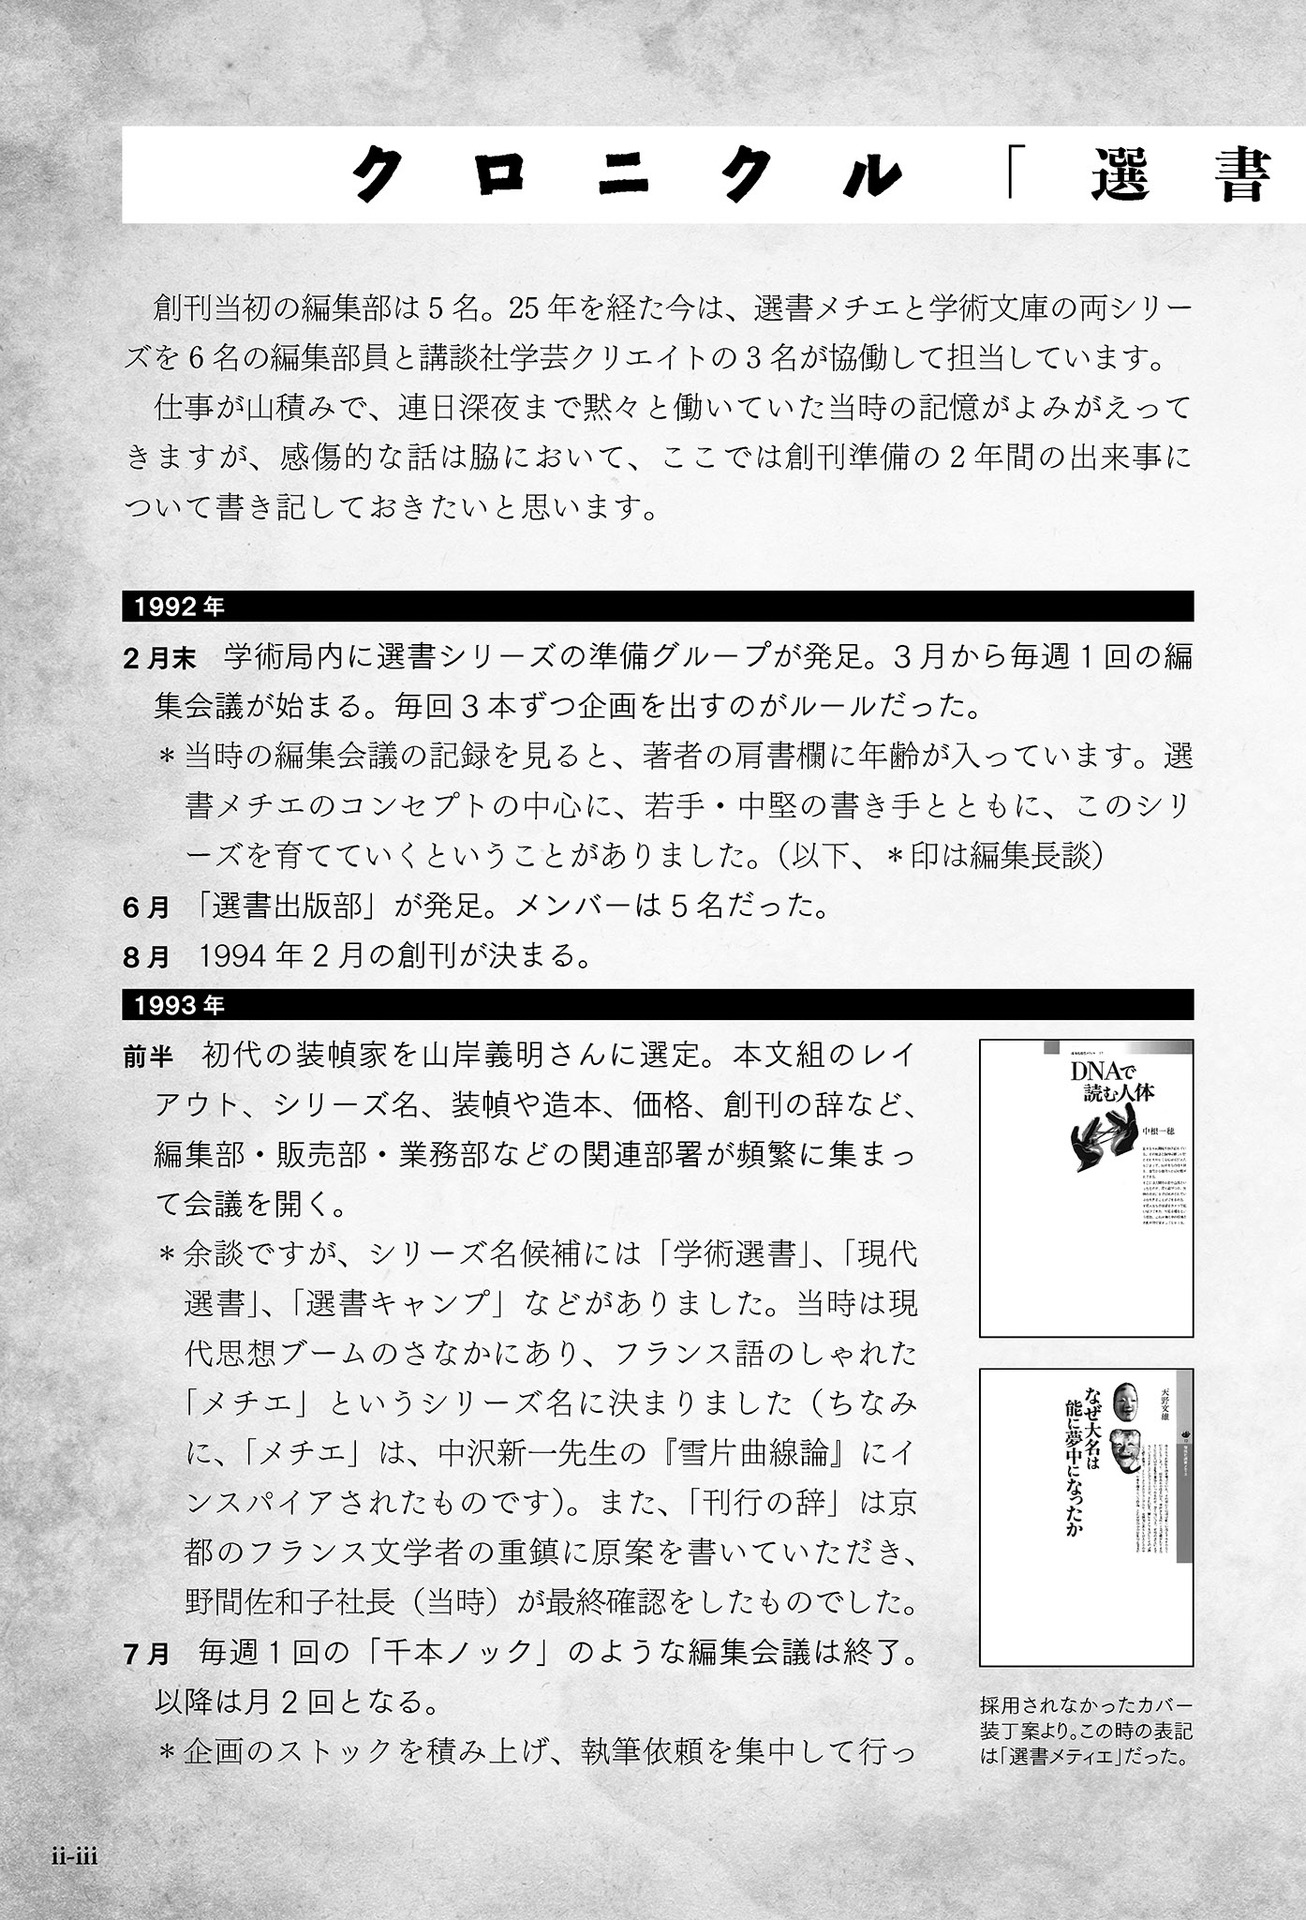 クロニクル「選書
創刊当初の編集部は5名。25年を経た今は、選書メチエと学術文庫の両シリー
ズを6名の編集部員と講談社学芸クリエイトの3名が協働して担当しています。
仕事が山積みで、連日深夜まで黙々と働いていた当時の記憶がよみがえって
きますが、感傷的な話は脇において、ここでは創刊準備の2年間の出来事に
ついて書き記しておきたいと思います。
1992年
2月末 学術局内に選書シリーズの準備グループが発足。3月から毎週1回の編
集会議が始まる。毎回3本ずつ企画を出すのがルールだった。
＊当時の編集会議の記録を見ると、著者の肩書欄に年齢が入っています。選
書メチエのコンセプトの中心に、若手・中堅の書き手とともに、このシリ
ーズを育てていくということがありました。（以下、＊印は編集長談）
6月 「選書出版部」が発足。メンバーは5名だった。
8月 1994年2月の創刊が決まる。
1993年
前半 初代の装幀家を山岸義明さんに選定。本文組のレイ
アウト、シリーズ名、装幀や造本、価格、創刊の辞など、
編集部・販売部・業務部などの関連部署が頻繁に集まっ
て会議を開く。
＊余談ですが、シリーズ名候補には「学術選書」、「現代
選書」、「選書キャンプ」などがありました。当時は現
代思想ブームのさなかにあり、フランス語のしゃれた
「メチエ」というシリーズ名に決まりました（ちなみ
に、「メチエ」は、中沢新一先生の『雪片曲線論』にイ
ンスパイアされたものです）。また、「刊行の辞」は京
都のフランス文学者の重鎮に原案を書いていただき、
野間佐和子社長（当時）が最終確認をしたものでした。
7月 毎週1回の「千本ノック」のような編集会議は終了。
以降は月2回となる。
＊企画のストックを積み上げ、執筆依頼を集中して行っ
DNAで
読む人体
中根一穂
天野文雄
なぜ大名は
能に夢中になったか
採用されなかったカバー
装丁案より。この時の表記
は「選書メティエ」だった。
ii-iii